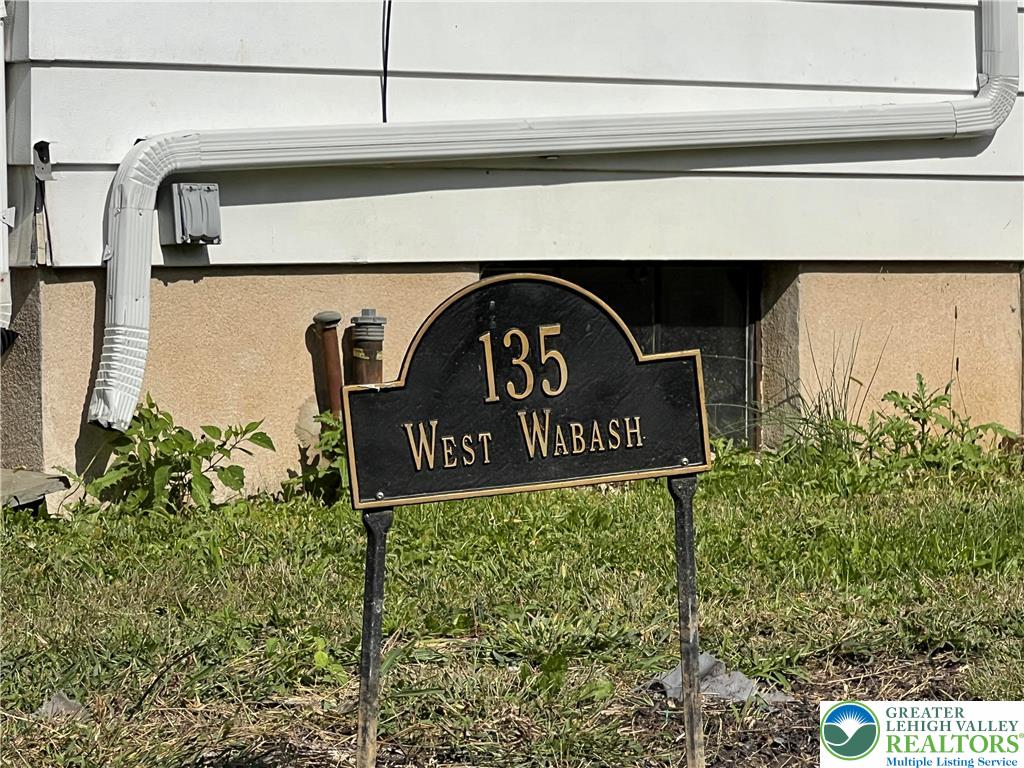 135
WEST WABASH
GREATER
LEHIGH VALLEY
REALTORS®
Multiple Listing Service